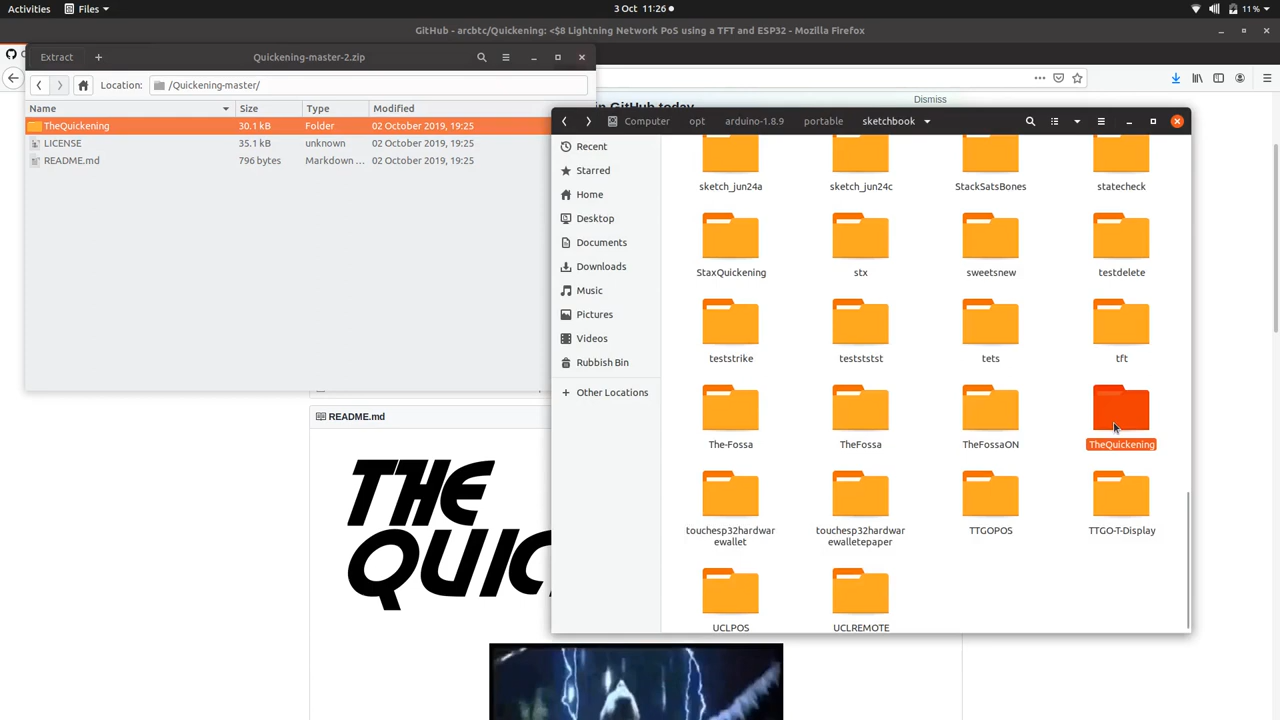 Activities
Files
3 Oct 11:26
11%
GitHub - arcbtc/Quickening: <$8 Lightning Network PoS using a TFT and ESP32 - Mozilla Firefox
Extract
Quickening-master-2.zip
Location:
/Quickening-master/
Name
Size
Type
Modified
TheQuickening
30.1 kB
Folder
02 October 2019, 19:25
LICENSE
35.1 kB
unknown
02 October 2019, 19:25
README.md
796 bytes
Markdown ...
02 October 2019, 19:25
in GitHub today
Dismiss
Computer
opt
arduino-1.8.9
portable
sketchbook
Recent
Starred
Home
Desktop
Documents
Downloads
Music
Pictures
Videos
Rubbish Bin
Other Locations
sketch_jun24a
sketch_jun24c
StackSatsBones
statecheck
StaxQuickening
stx
sweetsnew
testdelete
teststrike
testststst
tets
tft
The-Fossa
TheFossa
TheFossaON
TheQuickening
touchesp32hardwar
ewallet
touchesp32hardwar
ewalletepaper
TTGOPOS
TTGO-T-Display
UCLPOS
UCLREMOTE
README.md
THE
QUIC